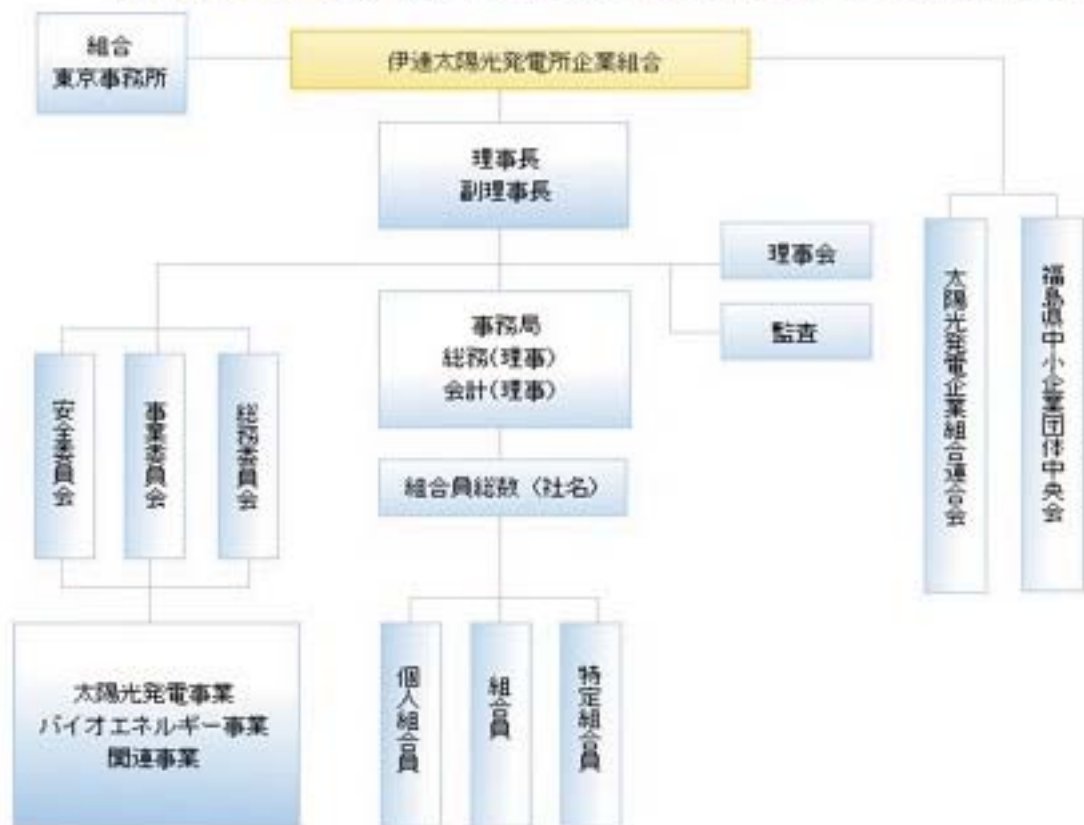 組合
東京事務所
伊達太陽光発電所企業組合
理事長
副理事長
理事会
監査
事務局
総務(理事)
会計(理事)
安全委員会
事業委員会
総務委員会
組合員総数（社名）
太陽光発電企業組合連合会
福島県中小企業団体中央会
太陽光発電事業
バイオエネルギー事業
関連事業
個人組合員
組合員
特定組合員